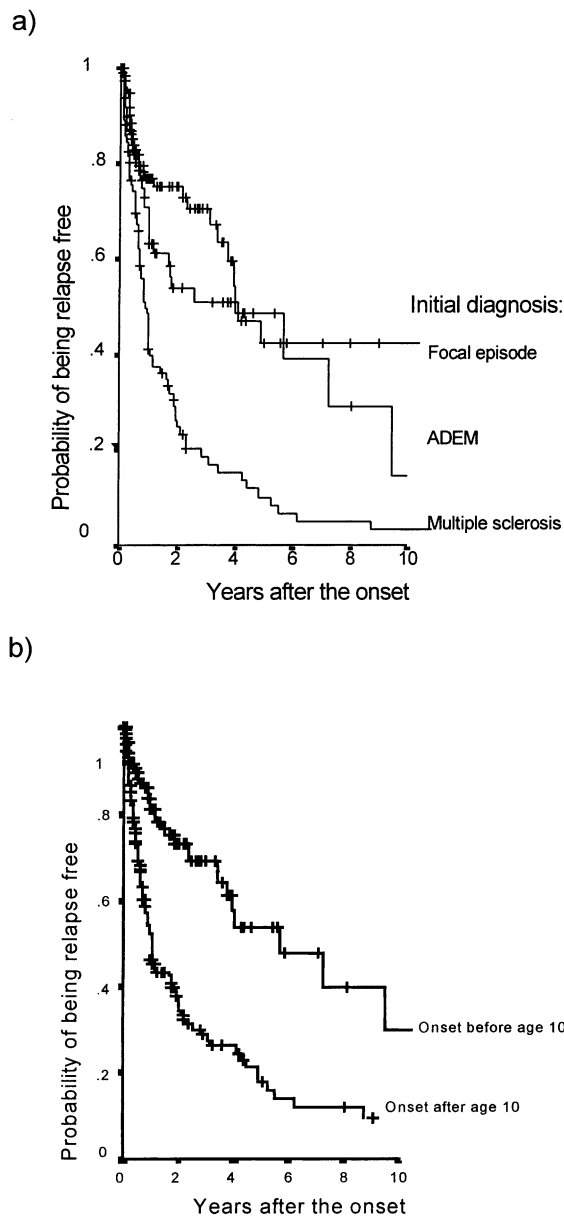 a)
1
.8
.6
.4
.2
0
Probability of being relapse free
Initial diagnosis:
Focal episode
ADEM
Multiple sclerosis
0 2 4 6 8 10
Years after the onset
b)
1
.8
.6
.4
.2
0
Probability of being relapse free
Onset before age 10
Onset after age 10
0 2 4 6 8 10
Years after the onset